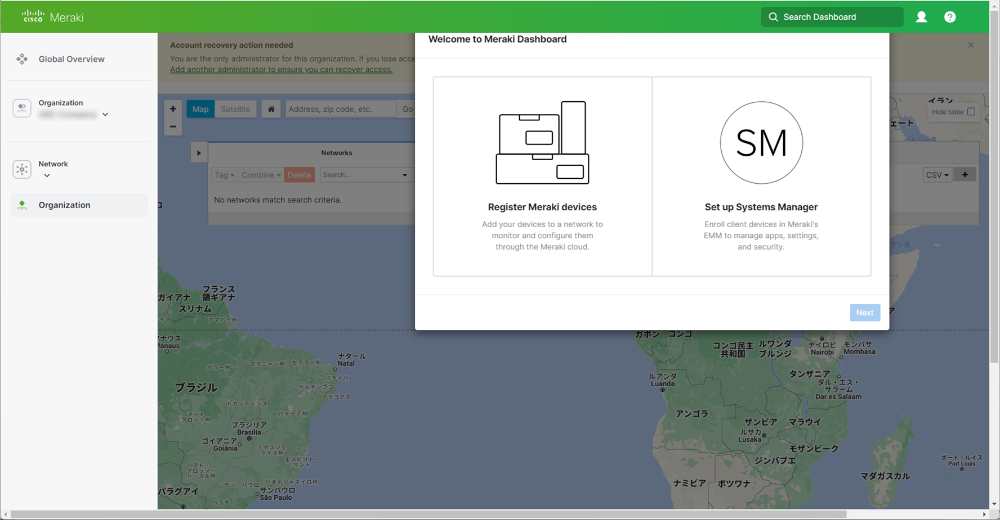 cisco Meraki
Search Dashboard
?
Global Overview
Organization
Network
Organization
Account recovery action needed
You are the only administrator for this organization. If you lose acce
Add another administrator to ensure you can recover access.
+
−
Map
Satellite
Address, zip code, etc.
Go
Hide table
Networks
Tag
Combine
Delete
Search...
CSV
+
No networks match search criteria.
Welcome to Meraki Dashboard
Register Meraki devices
Add your devices to a network to
monitor and configure them
through the Meraki cloud.
SM
Set up Systems Manager
Enroll client devices in Meraki's
EMM to manage apps, settings,
and security.
Next
イラン
ェート
ペルシャ湾
デン湾
フランス
領ギアナ
ガイアナ
スリナム
アマパー州
マナウス
Manaus
パラー州
マラニャン州
セアラー州
ナタール
Natal
パライバ
ペルナンブコ
アラゴアス
ブラジル
トカンティンス
マット
グロッソ州
バイーア州
ブラジリア
Brasília
ゴイアニア
Goiânia
ミナスジェ
ライス州
エスピリト・
サント
マト・
グロッソ・
ド・スル州
サン・パウロ
リオデジャネイロ州
サンパウロ
São Paulo
パラグアイ
パラナ
ガボン
コンゴ
コンゴ民主
共和国
ルワンダ
ブルンジ
ナイロビ
Nairobi
モンバサ
Mombasa
タンザニア
ダル・エス・
サラーム
Dar es Salaam
ルアンダ
Luanda
アンゴラ
ザンビア
マラウイ
ルサカ
Lusaka
モザンビーク
ジンバブエ
ナミビア
ボツワナ
マダガスカル
ポート・ルイス
Port Louis